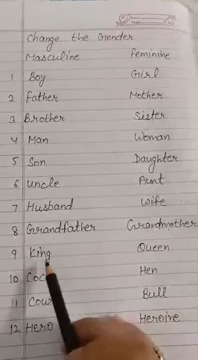 Change the Gender
Masculine Feminine
1 Boy Girl
2 Father Mother
3 Brother Sister
4 Man Woman
5 Son Daughter
6 Uncle Aunt
7 Husband Wife
8 Grandfather Grandmother
9 King Queen
10 Coc Hen
11 Cow Bull
12 Hero Heroine